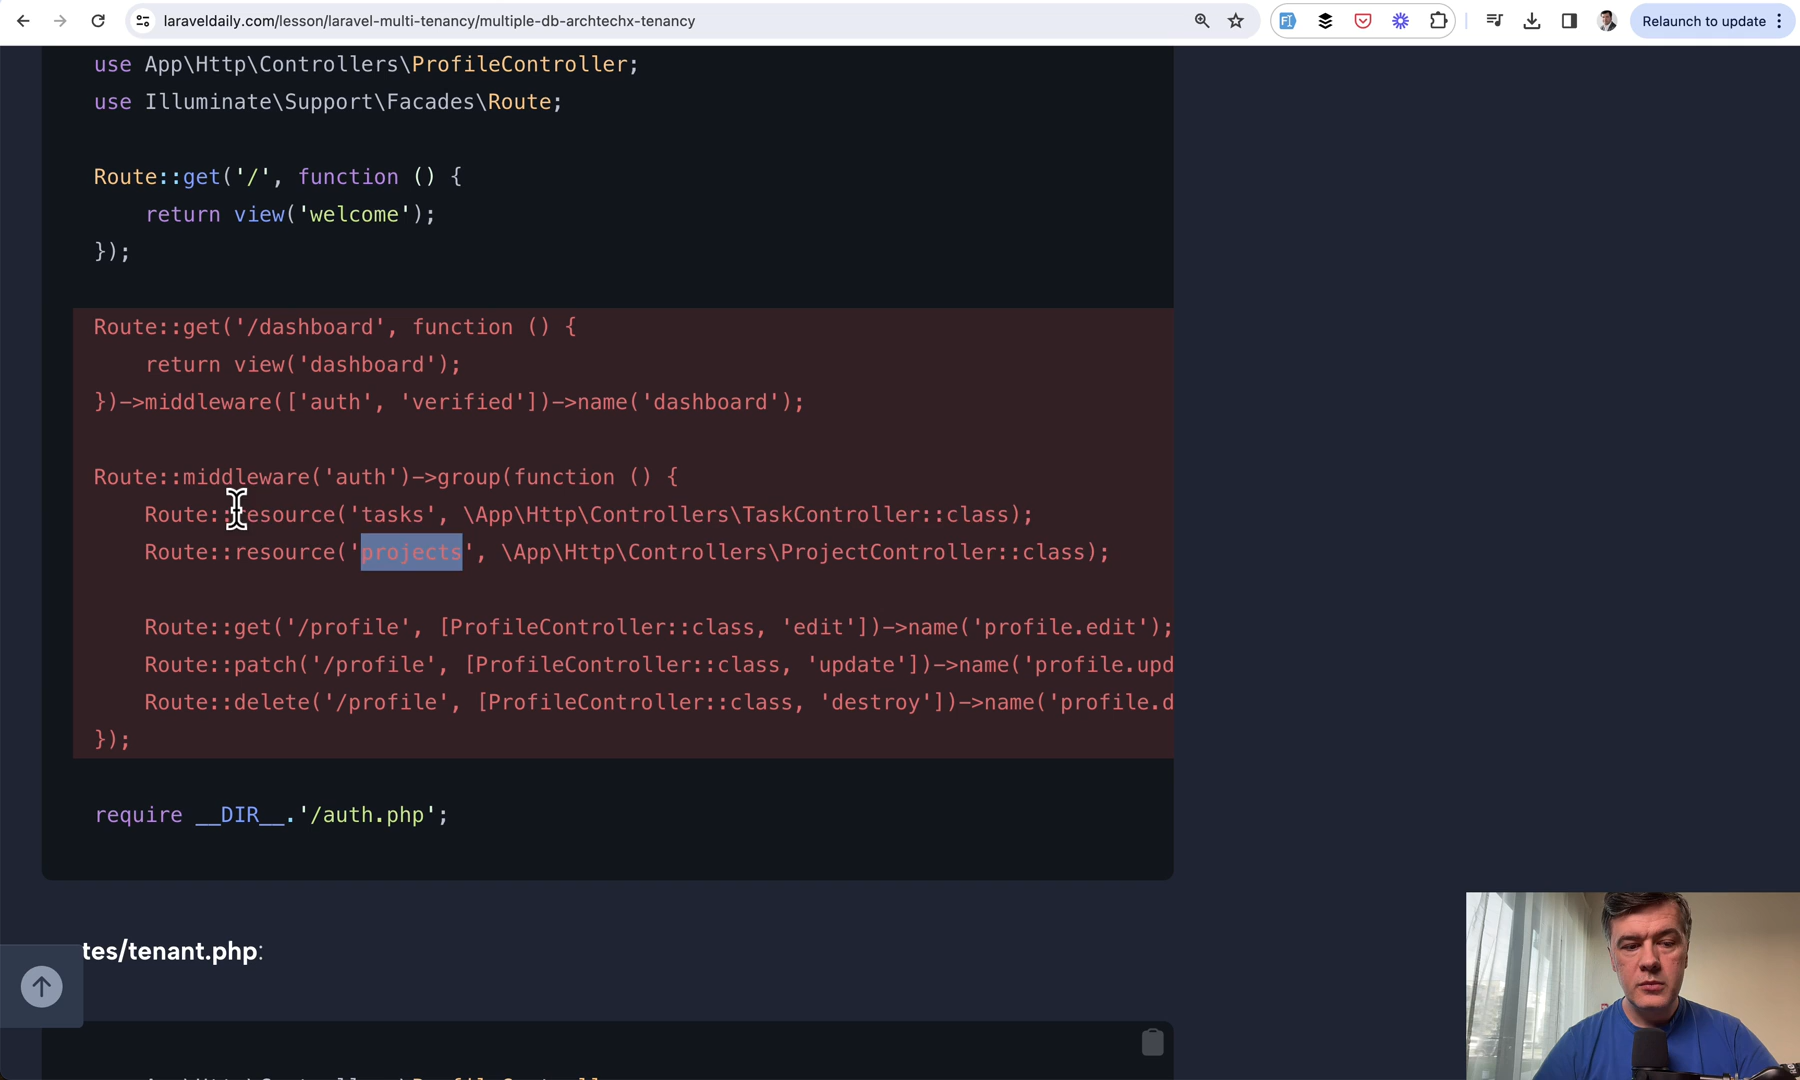 laraveldaily.com/lesson/laravel-multi-tenancy/multiple-db-archtechx-tenancy
Relaunch to update
use App\Http\Controllers\ProfileController;
use Illuminate\Support\Facades\Route;
Route::get('/', function () {
return view('welcome');
});
Route::get('/dashboard', function () {
return view('dashboard');
})->middleware(['auth', 'verified'])->name('dashboard');
Route::middleware('auth')->group(function () {
Route::resource('tasks', \App\Http\Controllers\TaskController::class);
Route::resource('projects', \App\Http\Controllers\ProjectController::class);
Route::get('/profile', [ProfileController::class, 'edit'])->name('profile.edit');
Route::patch('/profile', [ProfileController::class, 'update'])->name('profile.upd
Route::delete('/profile', [ProfileController::class, 'destroy'])->name('profile.d
});
require __DIR__.'/auth.php';
tes/tenant.php: